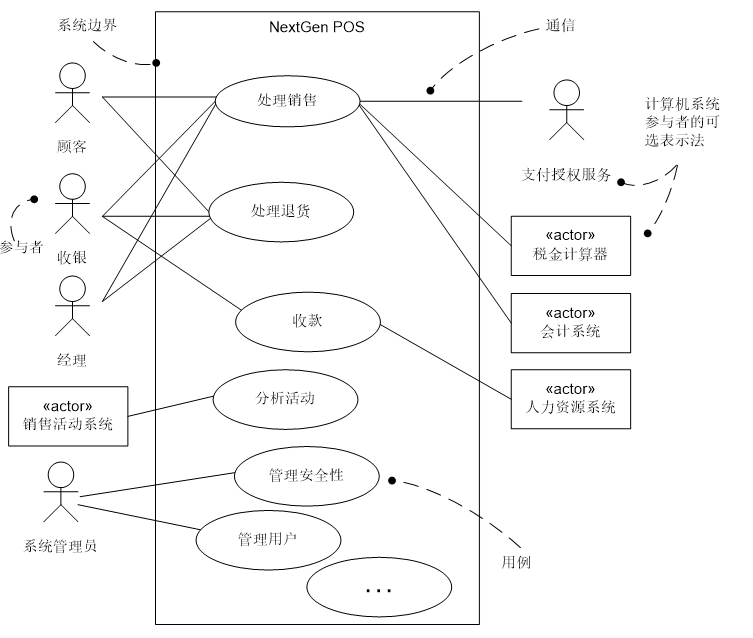 系统边界
NextGen POS
通信
处理销售
计算机系统
参与者的可
选表示法
顾客
支付授权服务
处理退货
«actor»
税金计算器
参与者
收银
收款
«actor»
会计系统
经理
«actor»
人力资源系统
分析活动
«actor»
销售活动系统
管理安全性
管理用户
系统管理员
用例
...